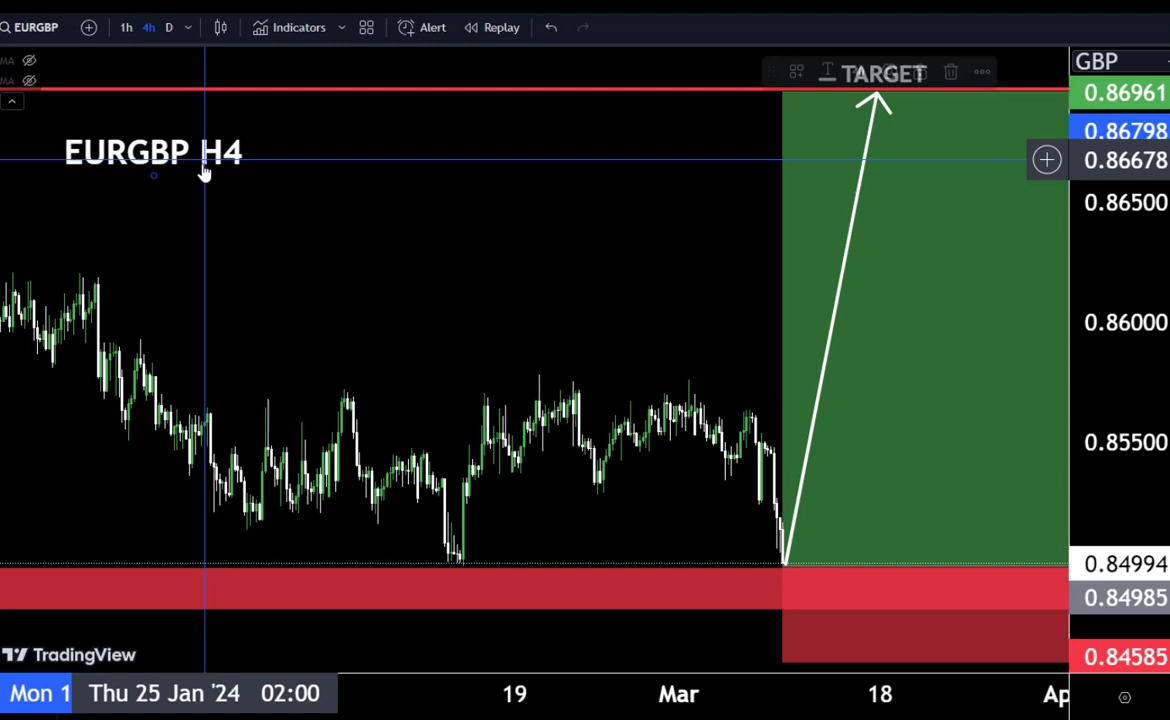 EURGBP 1h 4h D Indicators Alert Replay
MA
MA
TARGET
EURGBP H4
GBP
0.86961
0.86798
0.86678
0.86500
0.86000
0.85500
0.84994
0.84985
0.84585
TradingView
Mon 1 Thu 25 Jan '24 02:00 19 Mar 18 Ap